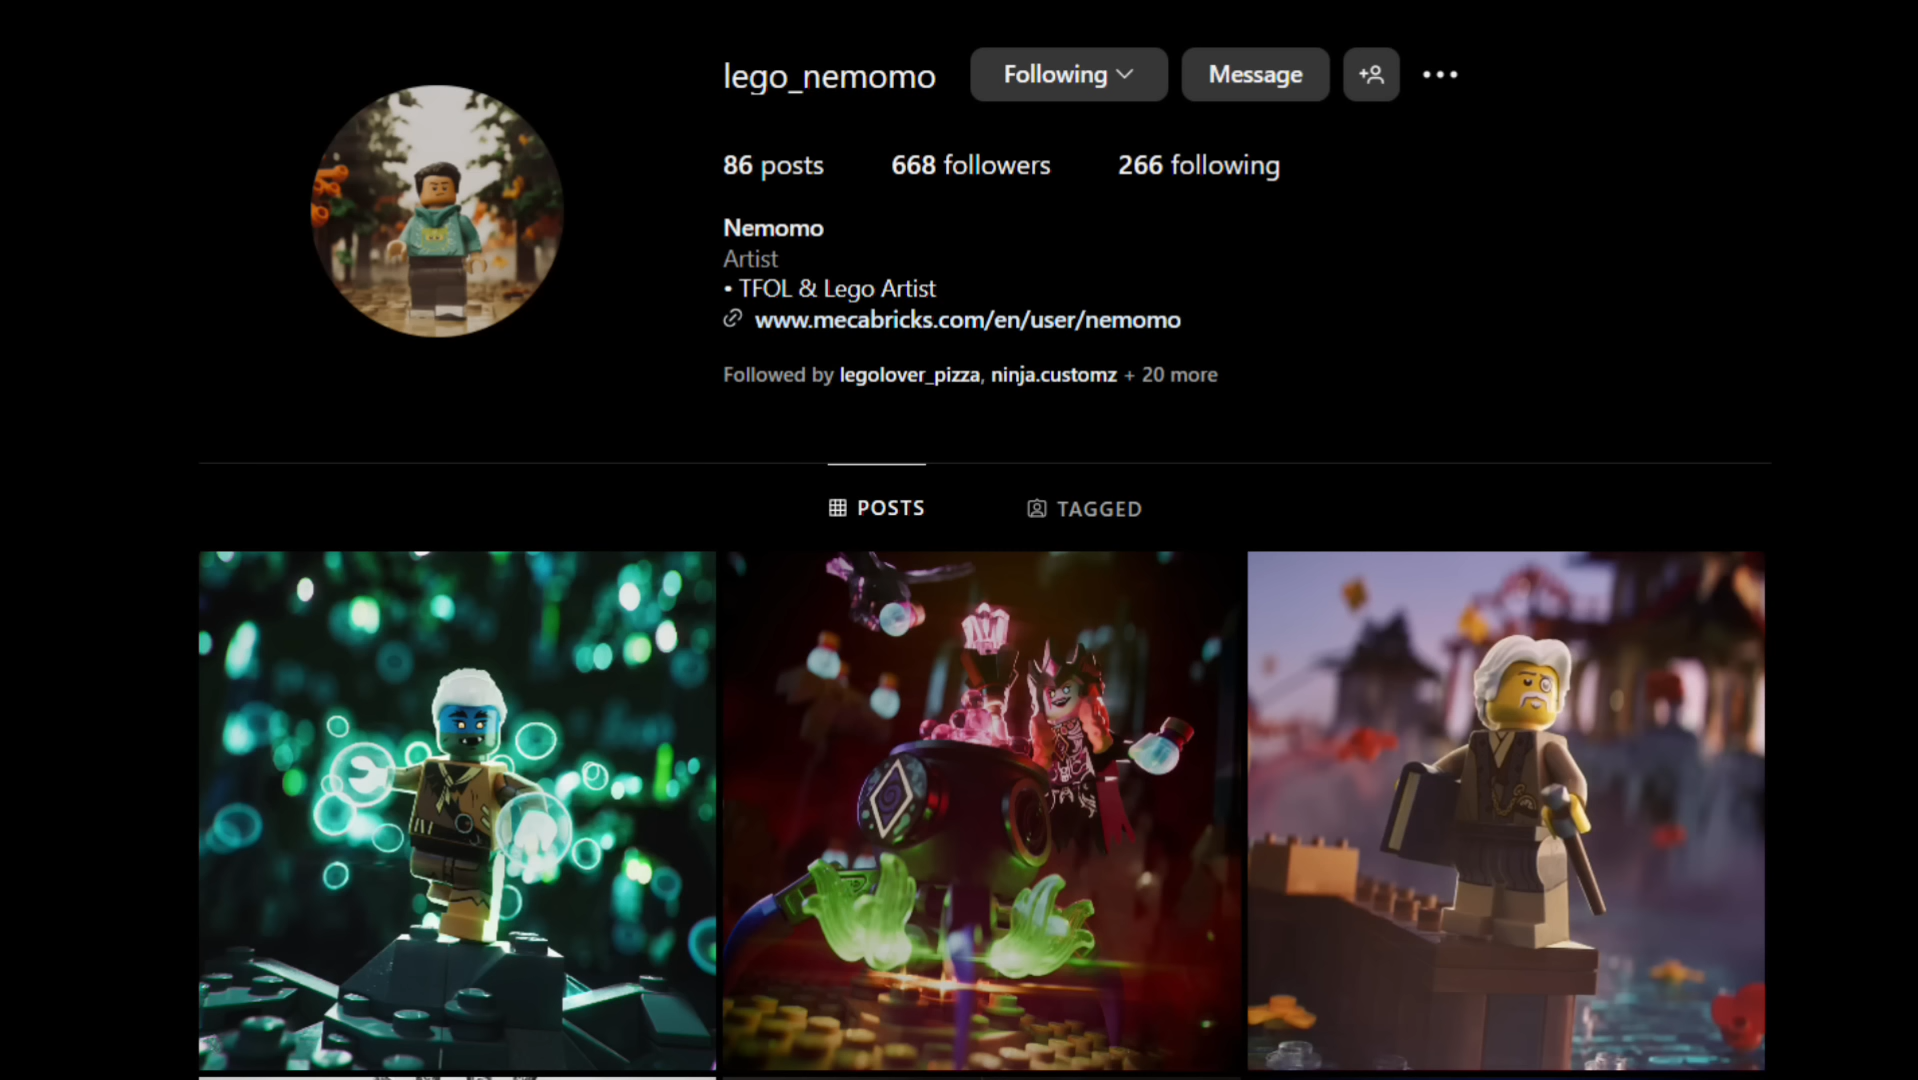 lego_nemomo Following Message
86 posts 668 followers 266 following
Nemomo
Artist
• TFOL & Lego Artist
www.mecabricks.com/en/user/nemomo
Followed by legolover_pizza, ninja.customz + 20 more
POSTS TAGGED